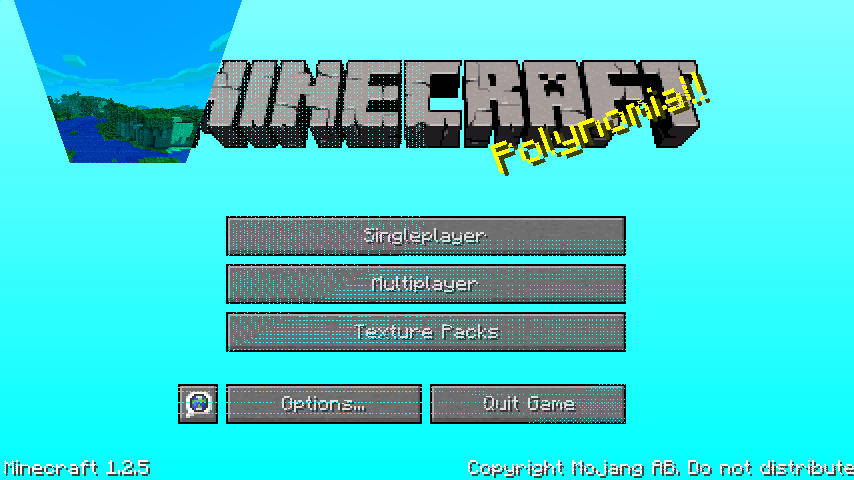 MINECRAFT
Polynomial!
Singleplayer
Multiplayer
Texture Packs
Options...
Quit Game
Minecraft 1.2.5
Copyright Mojang AB. Do not distribute